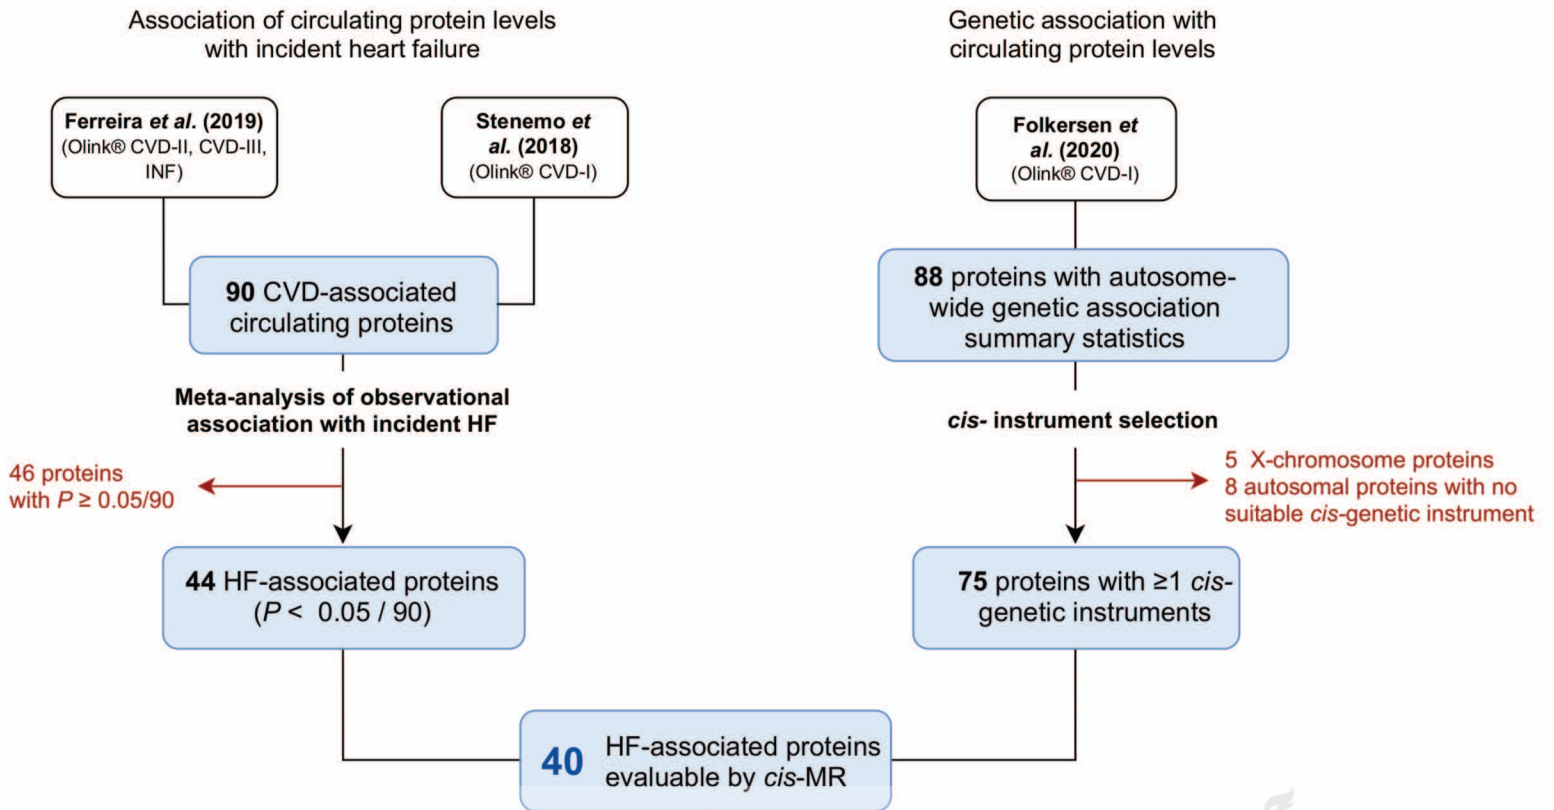 Association of circulating protein levels
with incident heart failure
Ferreira et al. (2019)
(Olink® CVD-II, CVD-III,
INF)
Stenemo et
al. (2018)
(Olink® CVD-I)
90 CVD-associated
circulating proteins
Meta-analysis of observational
association with incident HF
46 proteins
with P ≥ 0.05/90
44 HF-associated proteins
(P < 0.05 / 90)
Genetic association with
circulating protein levels
Folkersen et
al. (2020)
(Olink® CVD-I)
88 proteins with autosome-
wide genetic association
summary statistics
cis- instrument selection
5 X-chromosome proteins
8 autosomal proteins with no
suitable cis-genetic instrument
75 proteins with ≥1 cis-
genetic instruments
40 HF-associated proteins
evaluable by cis-MR